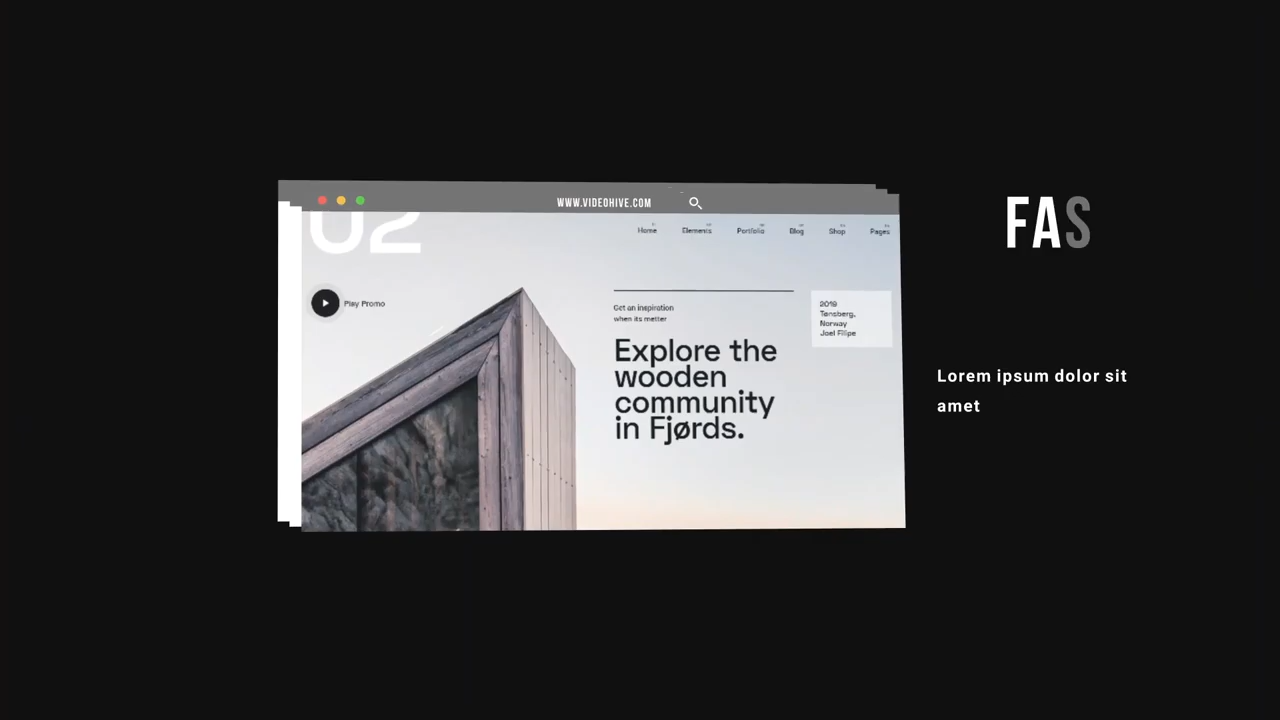 WWW.VIDEOHIVE.COM
02
Home Elements Portfolio Blog Shop Pages
Play Promo
Get an inspiration
when its metter
Explore the
wooden
community
in Fjørds.
2019
Tønsberg,
Norway
Joel Filipe
FAS
Lorem ipsum dolor sit
amet